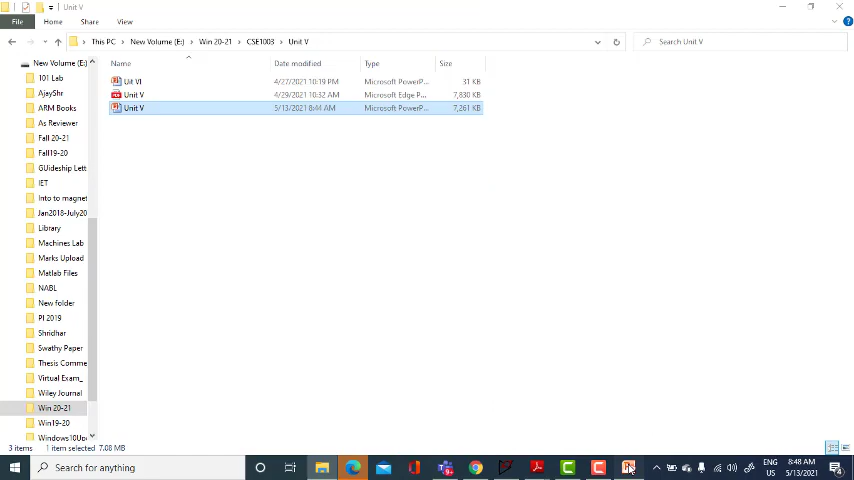 Unit V
File Home Share View
This PC > New Volume (E:) > Win 20-21 > CSE1003 > Unit V
Search Unit V
Name Date modified Type Size
New Volume (E:)
101 Lab
AjayShr
ARM Books
As Reviewer
Fall 20-21
Fall19-20
GUideship Lett
IET
Into to magnet
Jan2018-July20
Library
Machines Lab
Marks Upload
Matlab Files
NABL
New folder
PI 2019
Shridhar
Swathy Paper
Thesis Comme
Virtual Exam_
Wiley Journal
Win 20-21
Win19-20
Windows10Up
Uit VI 4/27/2021 10:19 PM Microsoft PowerP... 31 KB
Unit V 4/29/2021 10:32 AM Microsoft Edge P... 7,830 KB
Unit V 5/13/2021 8:44 AM Microsoft PowerP... 7,261 KB
3 items 1 item selected 7.08 MB
Search for anything
ENG 8:48 AM
US 5/13/2021
4